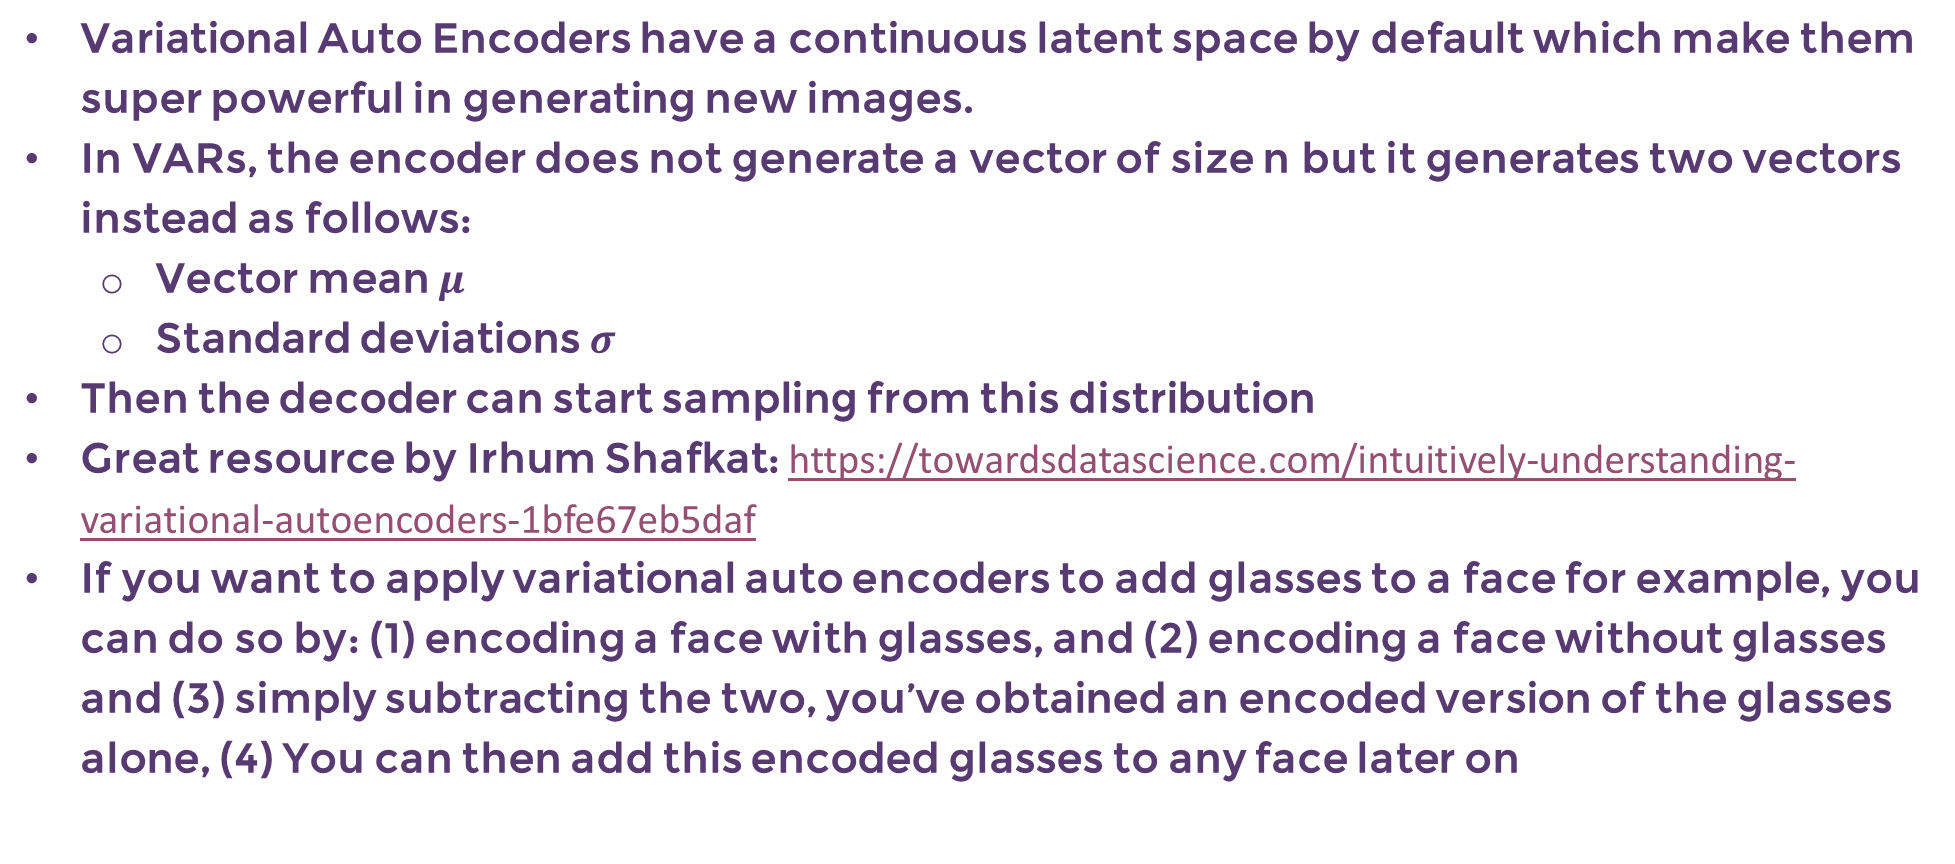 • Variational Auto Encoders have a continuous latent space by default which make them
super powerful in generating new images.
• In VARs, the encoder does not generate a vector of size n but it generates two vectors
instead as follows:
o Vector mean μ
o Standard deviations σ
• Then the decoder can start sampling from this distribution
• Great resource by Irhum Shafkat: https://towardsdatascience.com/intuitively-understanding-
variational-autoencoders-1bfe67eb5daf
• If you want to apply variational auto encoders to add glasses to a face for example, you
can do so by: (1) encoding a face with glasses, and (2) encoding a face without glasses
and (3) simply subtracting the two, you’ve obtained an encoded version of the glasses
alone, (4) You can then add this encoded glasses to any face later on